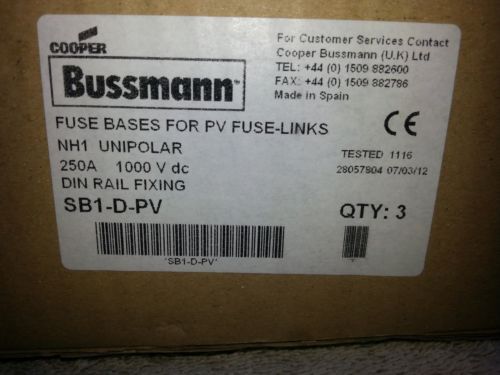 COOPER
Bussmann
For Customer Services Contact
Cooper Bussmann (U.K) Ltd
TEL: +44 (0) 1509 882600
FAX: +44 (0) 1509 882786
Made in Spain
FUSE BASES FOR PV FUSE-LINKS
NH1 UNIPOLAR
250A 1000 V dc
DIN RAIL FIXING
SB1-D-PV
CE
TESTED 1116
28057804 07/03/12
QTY: 3
*SB1-D-PV*